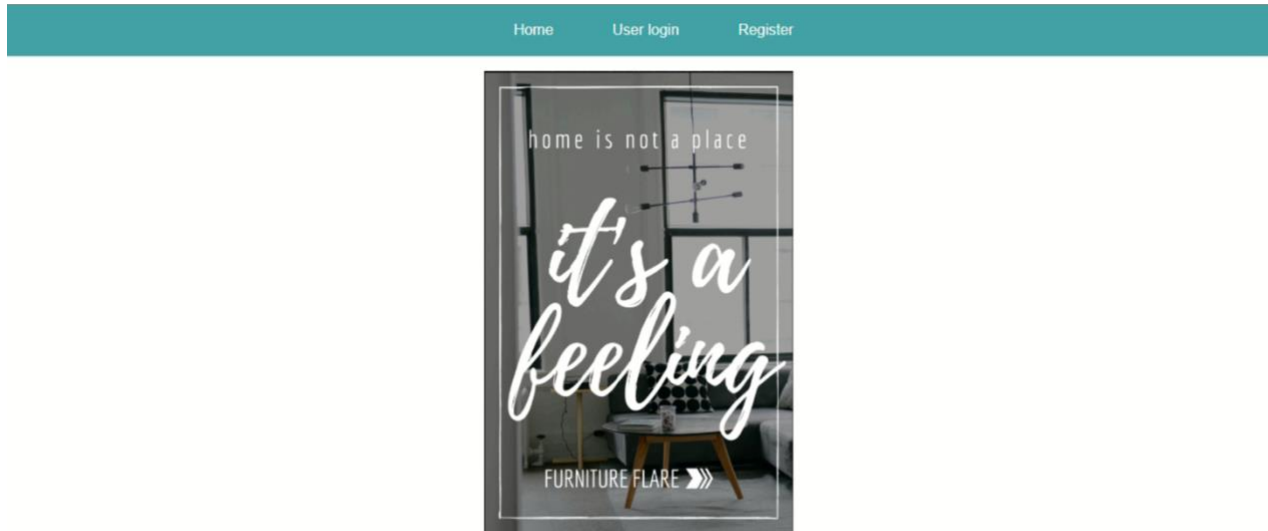 Home User login Register
home is not a place
it's a
feeling
FURNITURE FLARE